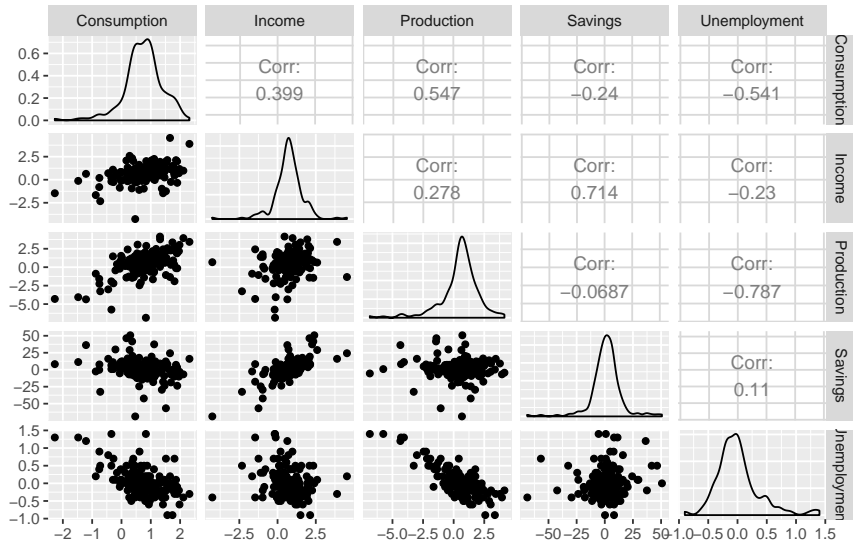 Consumption Income Production Savings Unemployment
0.6
0.4
0.2
0.0
Corr:
0.399
Corr:
0.547
Corr:
−0.24
Corr:
−0.541
Consumption
2.5
0.0
−2.5
Corr:
0.278
Corr:
0.714
Corr:
−0.23
Income
2.5
0.0
−2.5
−5.0
Corr:
−0.0687
Corr:
−0.787
Production
50
25
0
−25
−50
Corr:
0.11
Savings
1.5
1.0
0.5
0.0
−0.5
−1.0
Unemployment
−2 −1 0 1 2 −2.5 0.0 2.5 −5.0 −2.5 0.0 2.5 −50 −25 0 25 50 −1.0 −0.5 0.0 0.5 1.0 1.5